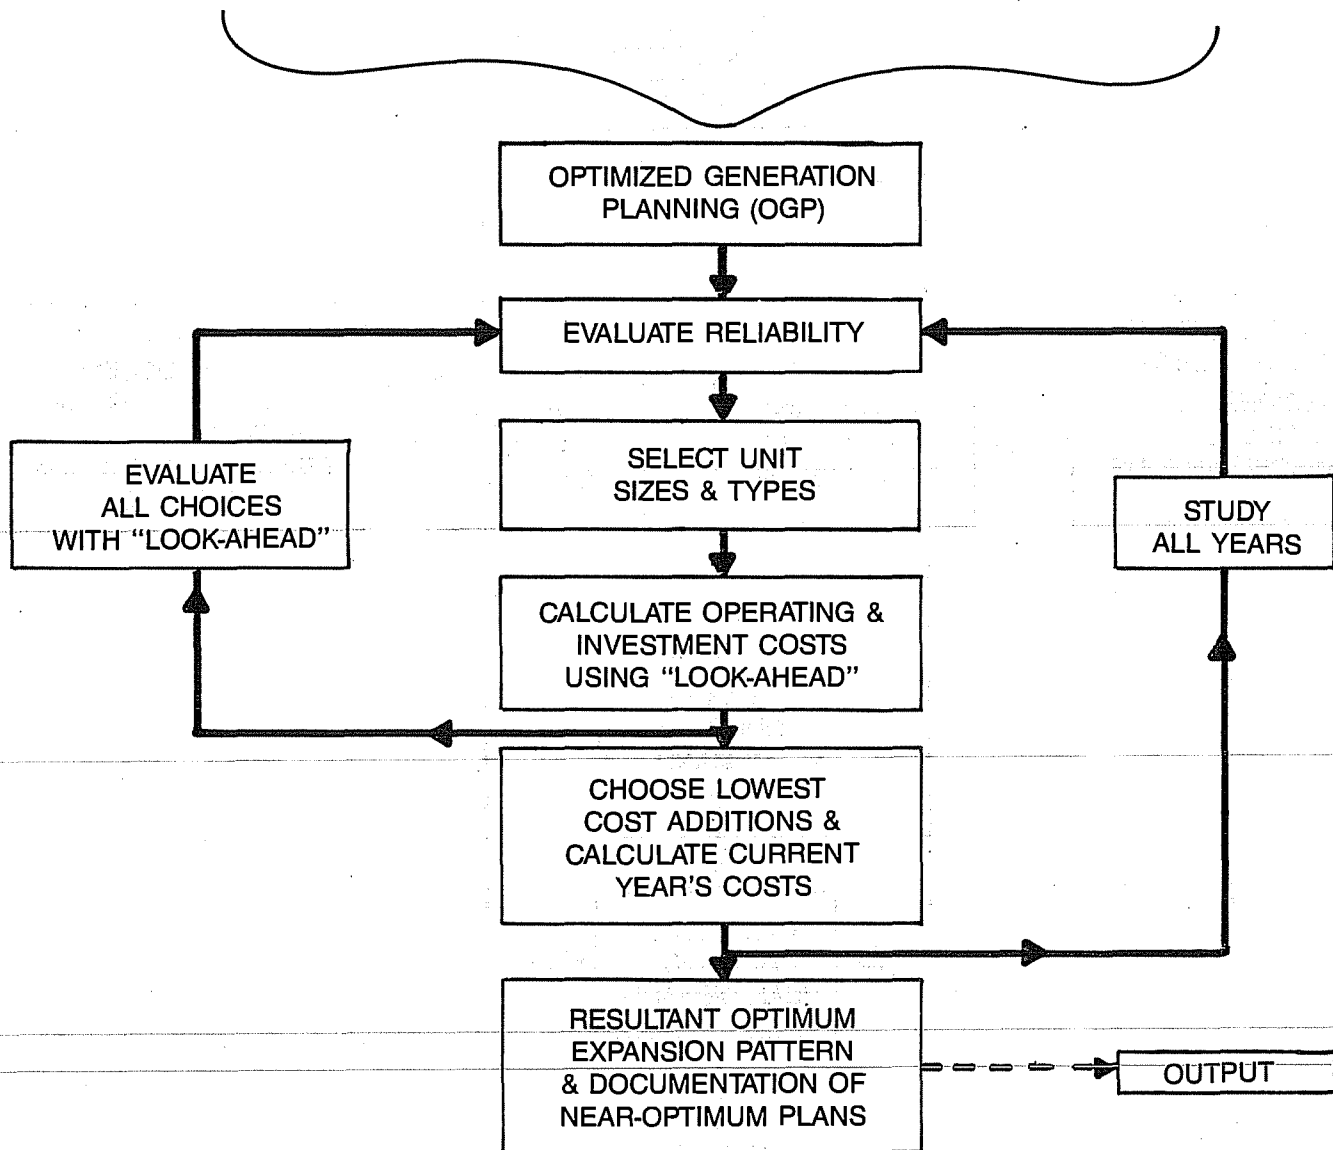 OPTIMIZED GENERATION
PLANNING (OGP)
EVALUATE RELIABILITY
SELECT UNIT
SIZES & TYPES
EVALUATE
ALL CHOICES
WITH “LOOK-AHEAD”
STUDY
ALL YEARS
CALCULATE OPERATING &
INVESTMENT COSTS
USING “LOOK-AHEAD”
CHOOSE LOWEST
COST ADDITIONS &
CALCULATE CURRENT
YEAR'S COSTS
RESULTANT OPTIMUM
EXPANSION PATTERN
& DOCUMENTATION OF
NEAR-OPTIMUM PLANS
OUTPUT